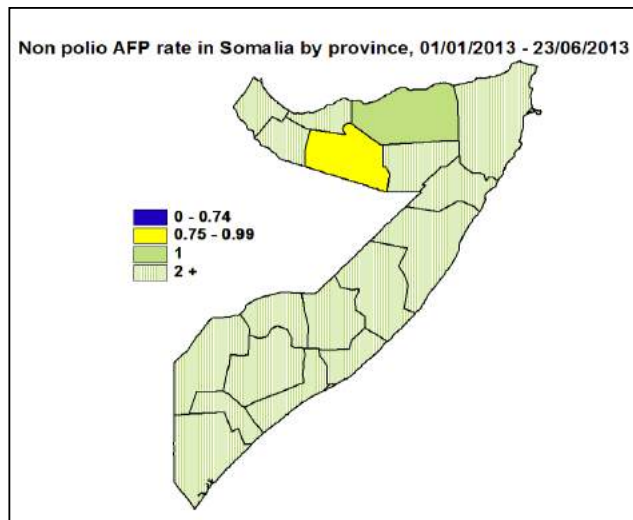 Non polio AFP rate in Somalia by province, 01/01/2013 - 23/06/2013
0 - 0.74
0.75 - 0.99
1
2 +